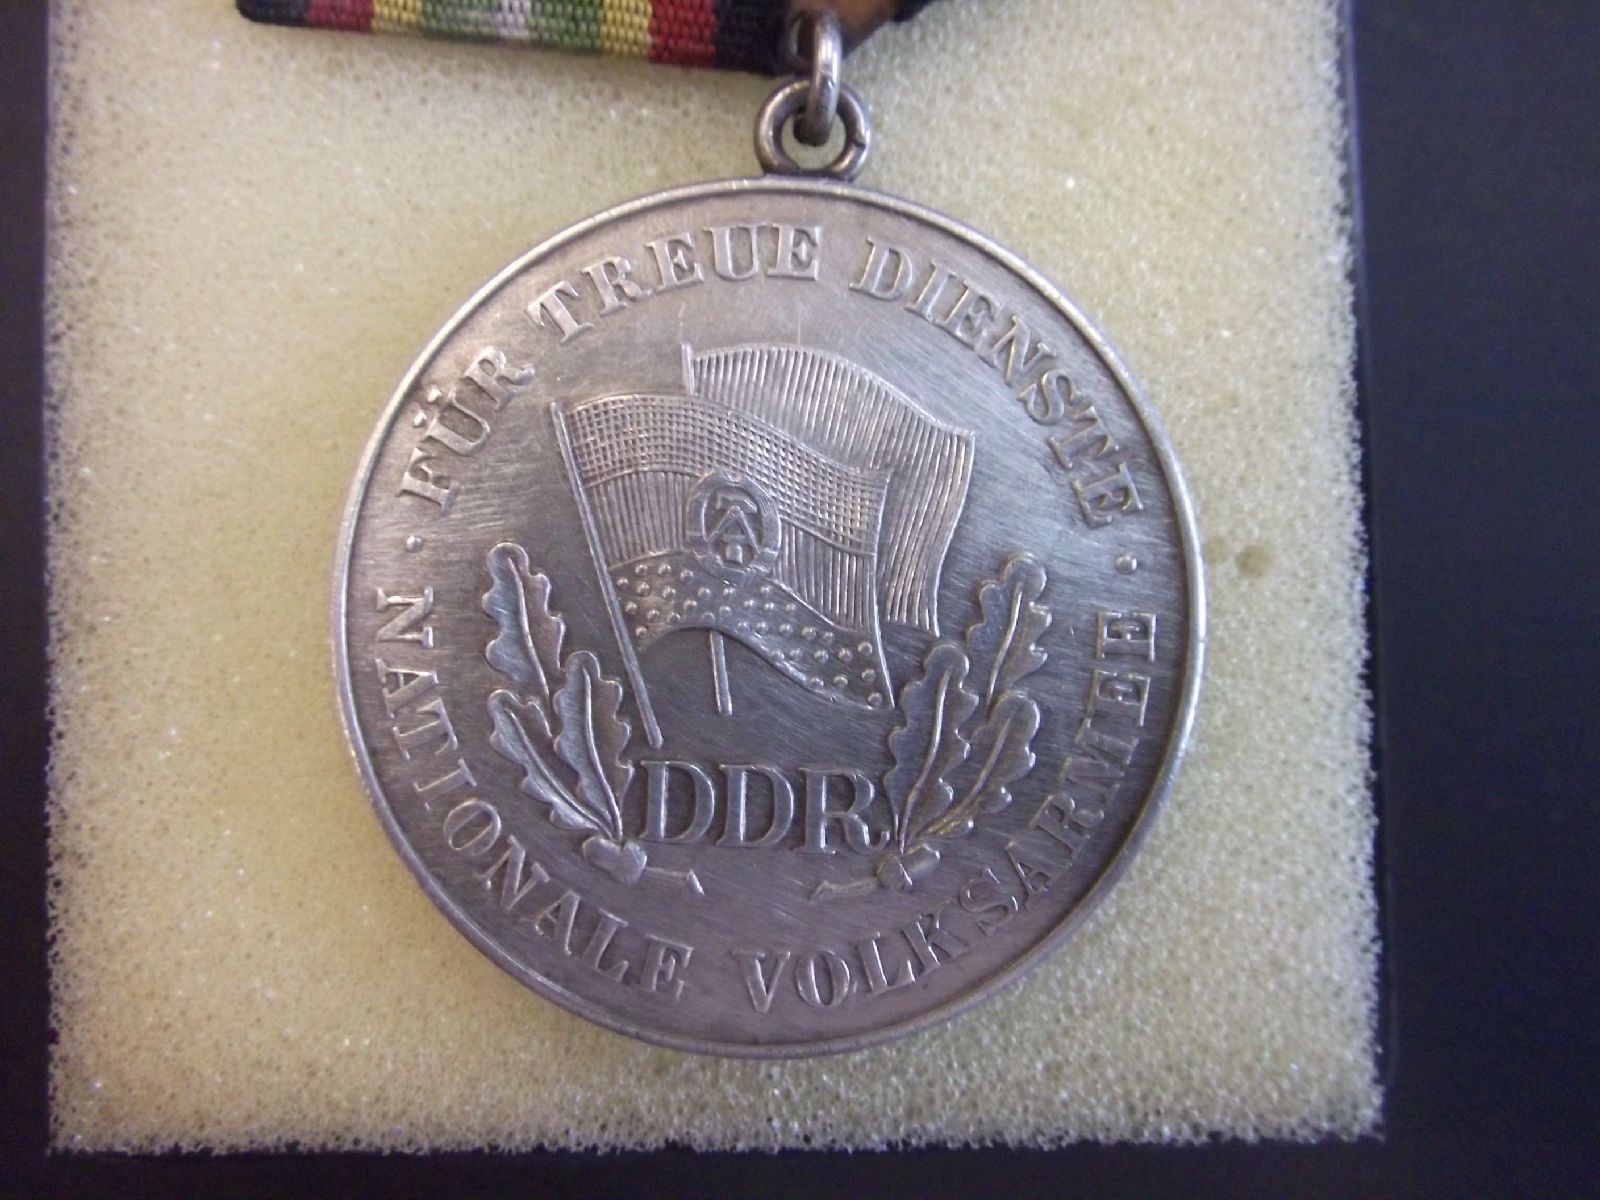 · FÜR TREUE DIENSTE ·
DDR
NATIONALE VOLKSARMEE